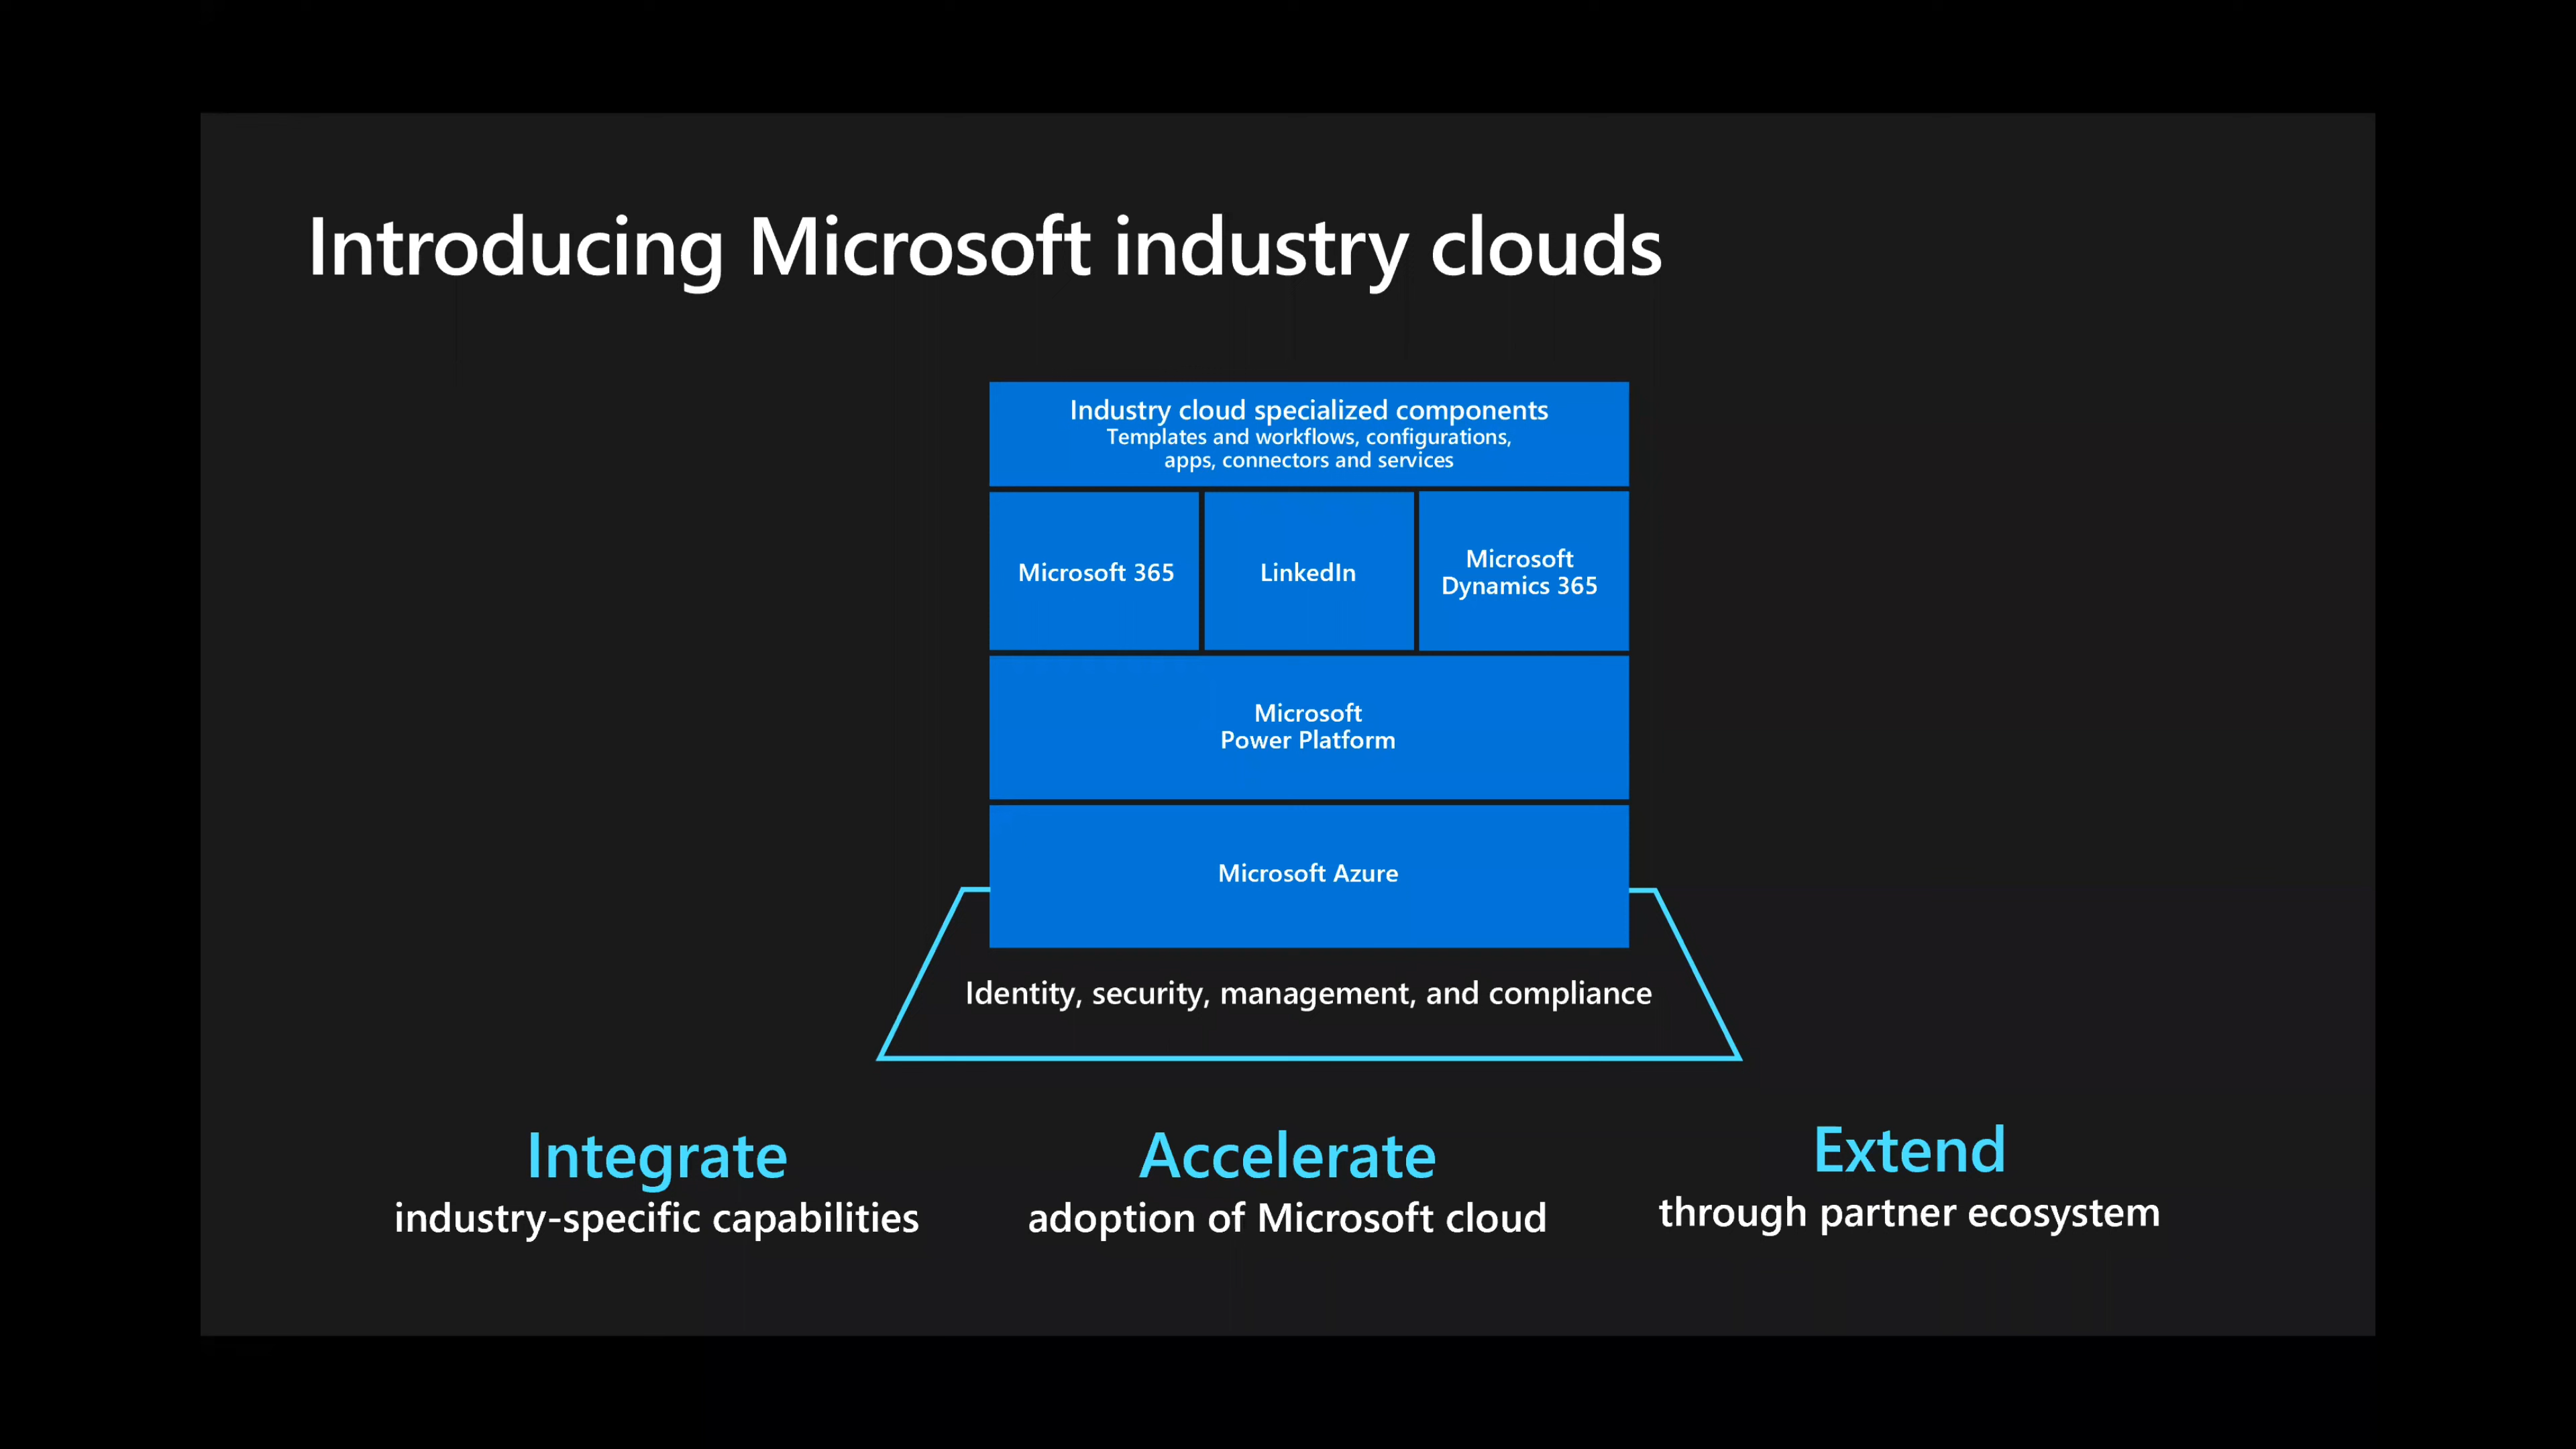 Introducing Microsoft industry clouds
Industry cloud specialized components
Templates and workflows, configurations,
apps, connectors and services
Microsoft 365
LinkedIn
Microsoft
Dynamics 365
Microsoft
Power Platform
Microsoft Azure
Identity, security, management, and compliance
Integrate
industry-specific capabilities
Accelerate
adoption of Microsoft cloud
Extend
through partner ecosystem